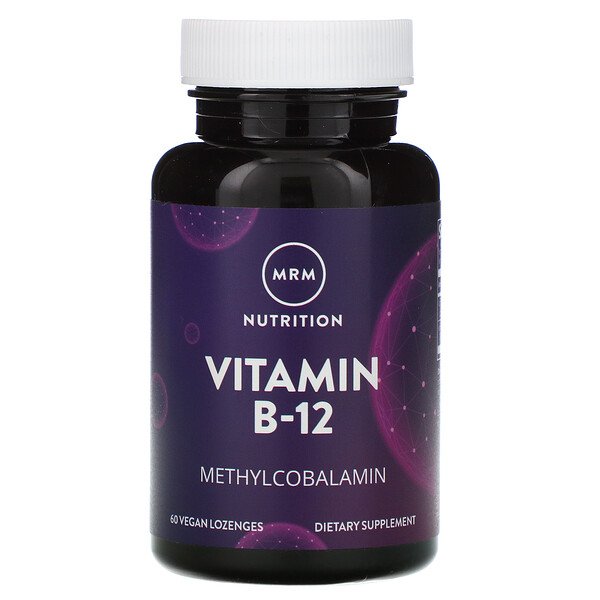 MRM
NUTRITION
VITAMIN
B-12
METHYLCOBALAMIN
60 VEGAN LOZENGES
DIETARY SUPPLEMENT